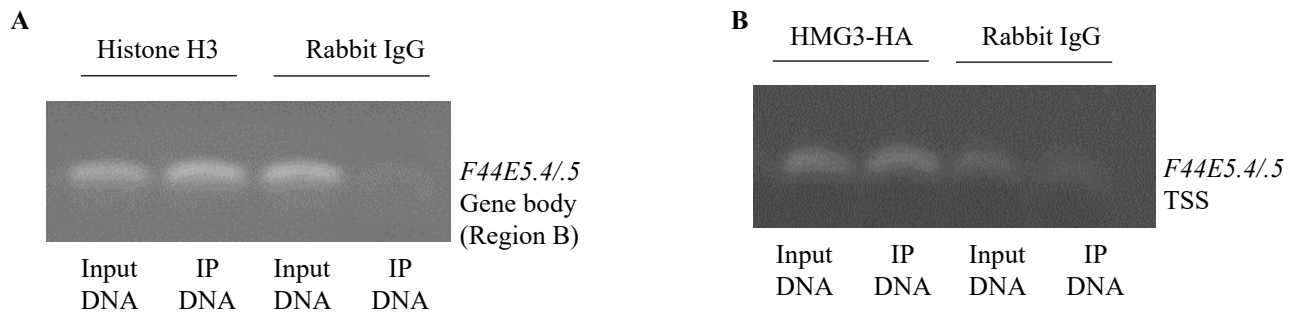 A
Histone H3 Rabbit IgG
F44E5.4/.5
Gene body
(Region B)
Input IP Input IP
DNA DNA DNA DNA
B
HMG3-HA Rabbit IgG
F44E5.4/.5
TSS
Input IP Input IP
DNA DNA DNA DNA